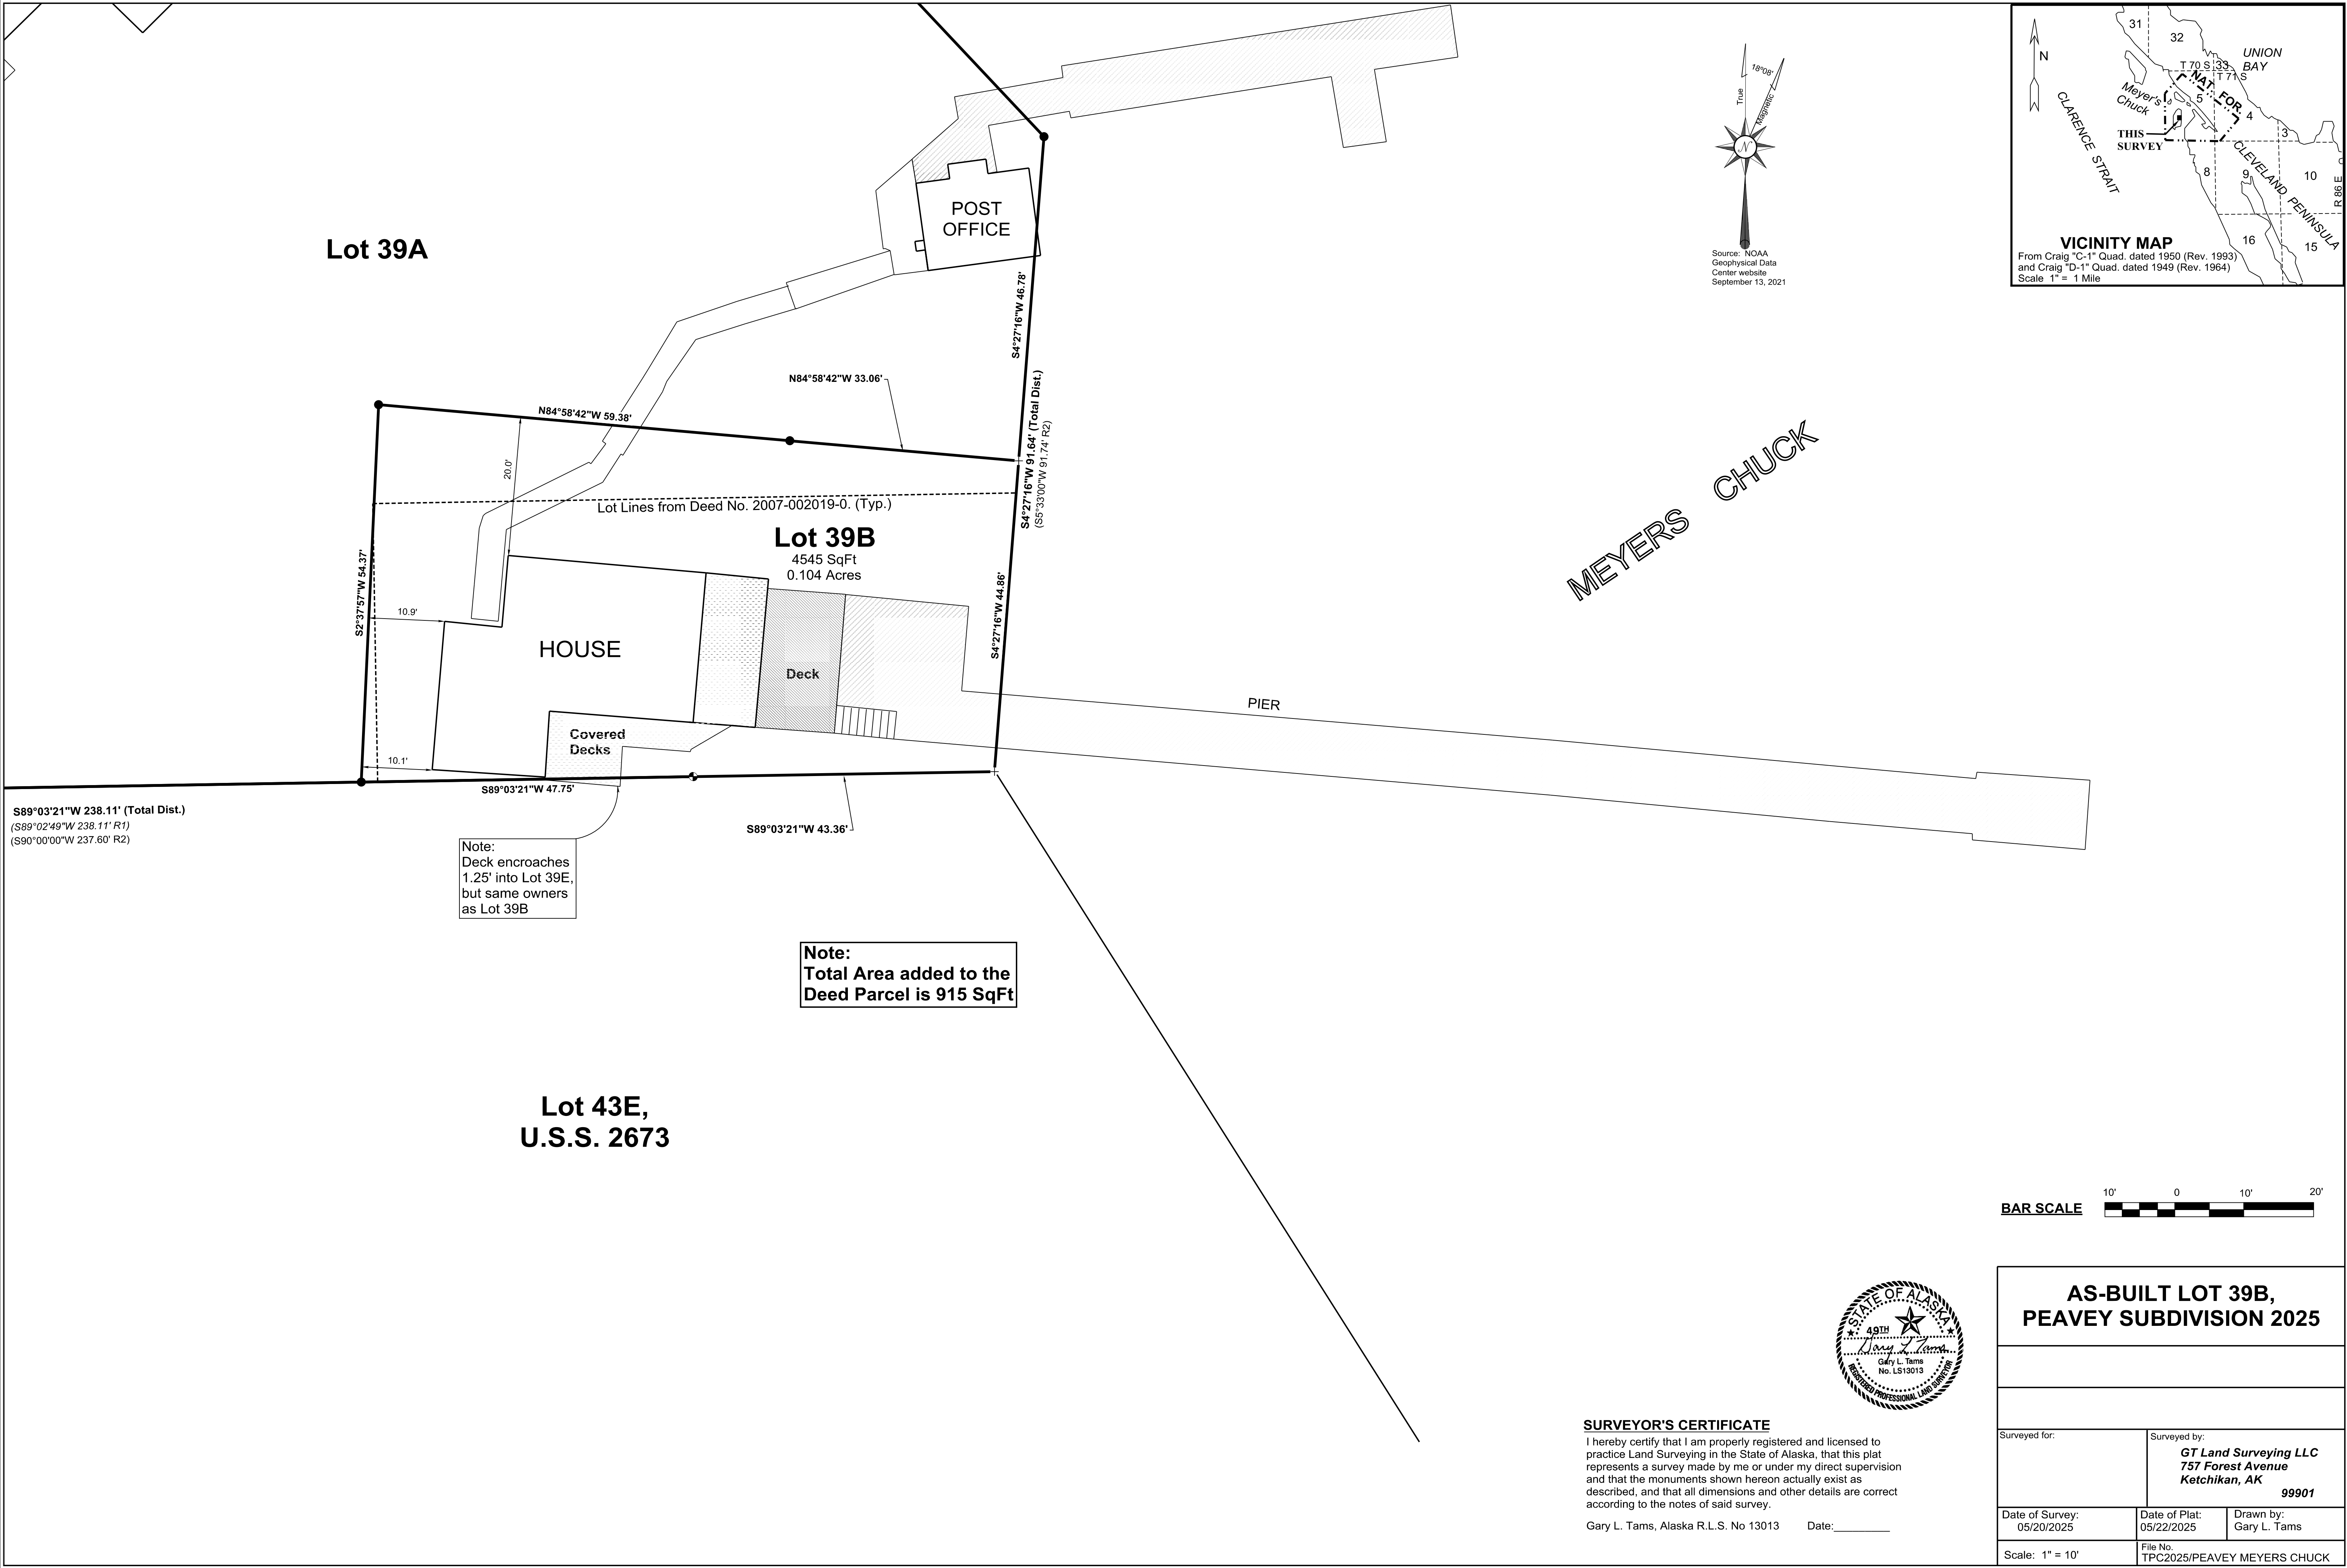 Lot 39A
POST
OFFICE
True
Magnetic
18°08'
N
Source: NOAA
Geophysical Data
Center website
September 13, 2021
N
31
32
UNION
BAY
T 70 S
33
T 71 S
NAT. FOR
Meyer's
Chuck
5
4
3
THIS
SURVEY
CLARENCE STRAIT
CLEVELAND PENINSULA
8
9
10
R 86 E
16
15
VICINITY MAP
From Craig "C-1" Quad. dated 1950 (Rev. 1993)
and Craig "D-1" Quad. dated 1949 (Rev. 1964)
Scale 1" = 1 Mile
S4°27'16"W 46.78'
N84°58'42"W 33.06'
N84°58'42"W 59.38'
S4°27'16"W 91.64' (Total Dist.)
(S5°33'00"W 91.74' R2)
20.0'
Lot Lines from Deed No. 2007-002019-0. (Typ.)
Lot 39B
4545 SqFt
0.104 Acres
MEYERS CHUCK
S2°37'57"W 54.37'
10.9'
HOUSE
Deck
S4°27'16"W 44.86'
PIER
Covered
Decks
10.1'
S89°03'21"W 47.75'
S89°03'21"W 43.36'
S89°03'21"W 238.11' (Total Dist.)
(S89°02'49"W 238.11' R1)
(S90°00'00"W 237.60' R2)
Note:
Deck encroaches
1.25' into Lot 39E,
but same owners
as Lot 39B
Note:
Total Area added to the
Deed Parcel is 915 SqFt
Lot 43E,
U.S.S. 2673
BAR SCALE
10' 0 10' 20'
STATE OF ALASKA
49TH
Gary L Tams
Gary L. Tams
No. LS13013
REGISTERED PROFESSIONAL LAND SURVEYOR
SURVEYOR'S CERTIFICATE
I hereby certify that I am properly registered and licensed to
practice Land Surveying in the State of Alaska, that this plat
represents a survey made by me or under my direct supervision
and that the monuments shown hereon actually exist as
described, and that all dimensions and other details are correct
according to the notes of said survey.
Gary L. Tams, Alaska R.L.S. No 13013 Date:_________
AS-BUILT LOT 39B,
PEAVEY SUBDIVISION 2025
Surveyed for:
Surveyed by:
GT Land Surveying LLC
757 Forest Avenue
Ketchikan, AK
99901
Date of Survey:
05/20/2025
Date of Plat:
05/22/2025
Drawn by:
Gary L. Tams
Scale: 1" = 10'
File No.
TPC2025/PEAVEY MEYERS CHUCK